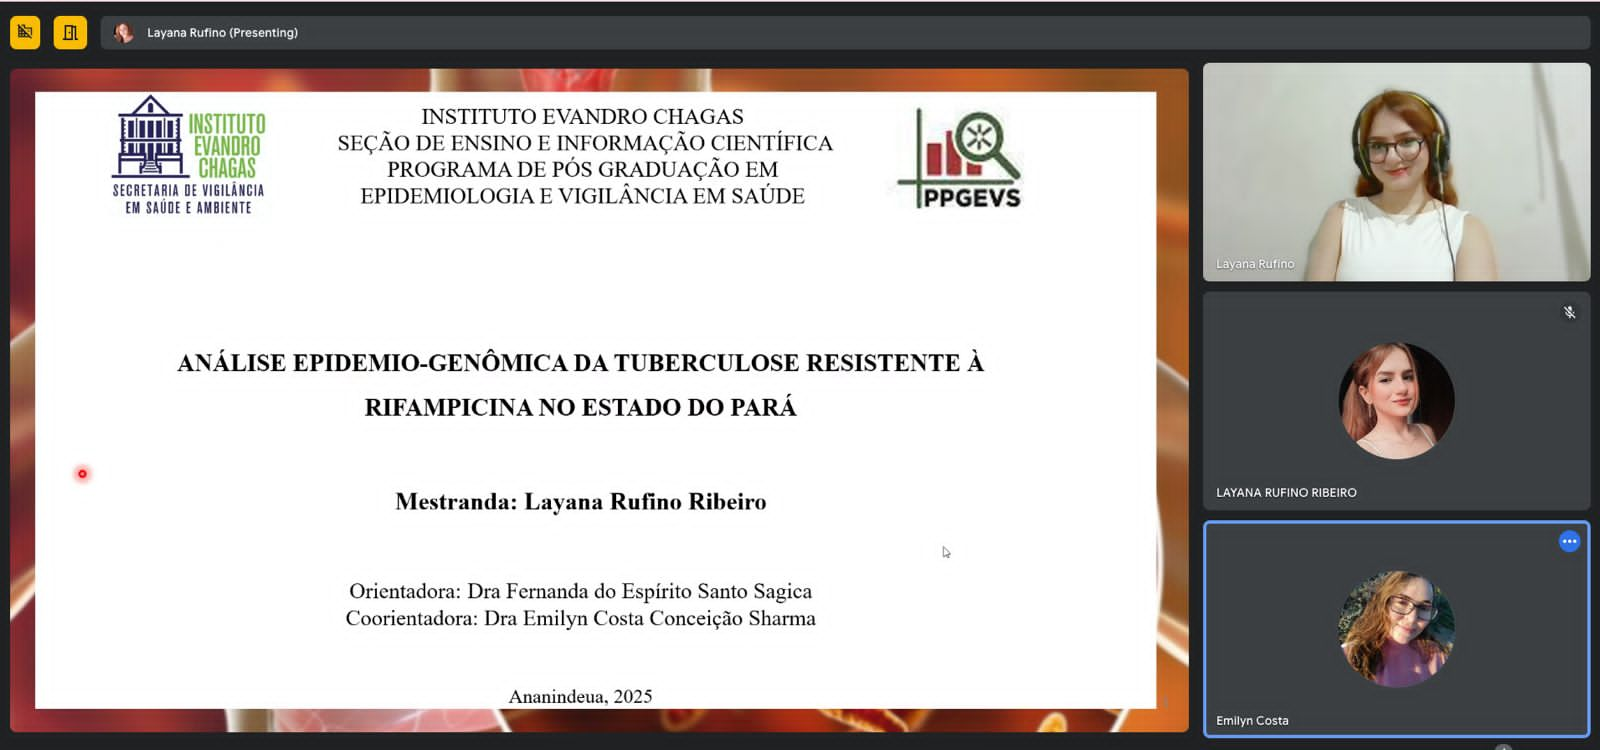 Layana Rufino (Presenting)
INSTITUTO
EVANDRO
CHAGAS
SECRETARIA DE VIGILÂNCIA
EM SAÚDE E AMBIENTE
INSTITUTO EVANDRO CHAGAS
SEÇÃO DE ENSINO E INFORMAÇÃO CIENTÍFICA
PROGRAMA DE PÓS GRADUAÇÃO EM
EPIDEMIOLOGIA E VIGILÂNCIA EM SAÚDE
PPGEVS
ANÁLISE EPIDEMIO-GENÔMICA DA TUBERCULOSE RESISTENTE À
RIFAMPICINA NO ESTADO DO PARÁ
Mestranda: Layana Rufino Ribeiro
Orientadora: Dra Fernanda do Espírito Santo Sagica
Coorientadora: Dra Emilyn Costa Conceição Sharma
Ananindeua, 2025
Layana Rufino
LAYANA RUFINO RIBEIRO
Emilyn Costa